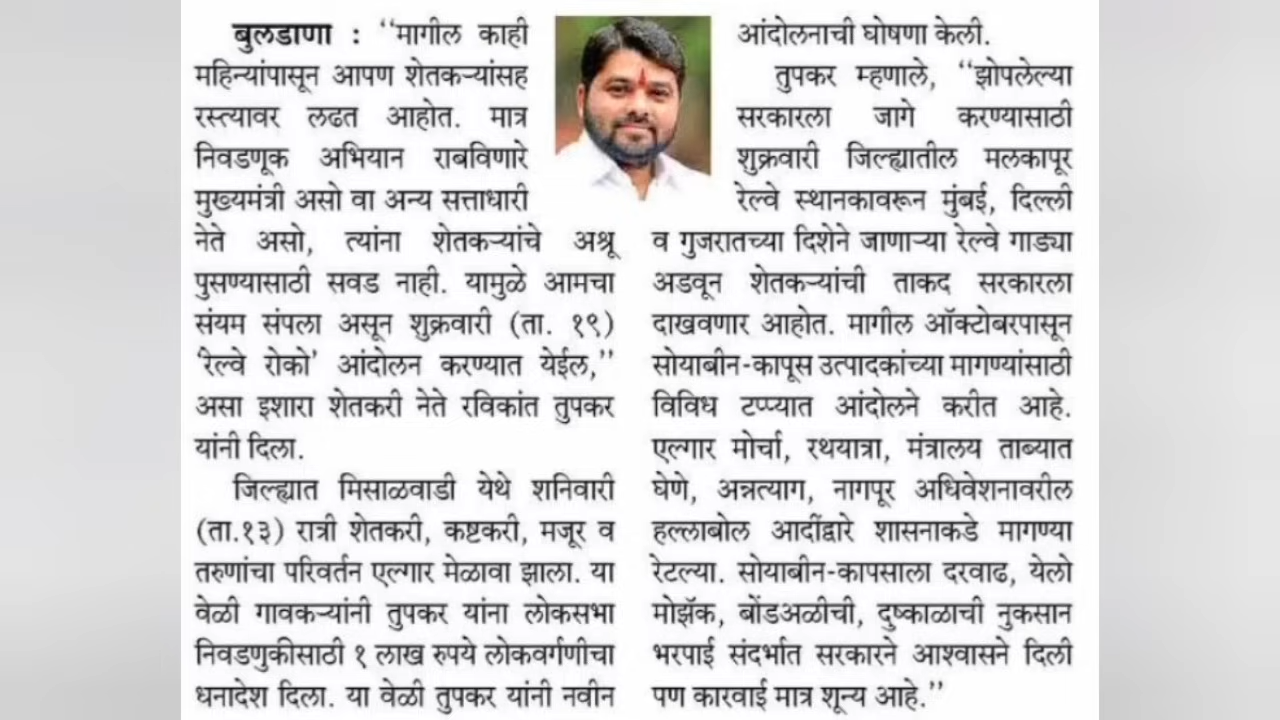 बुलडाणा : ‘‘मागील काही
महिन्यांपासून आपण शेतकऱ्यांसह
रस्त्यावर लढत आहोत. मात्र
निवडणूक अभियान राबविणारे
मुख्यमंत्री असो वा अन्य सत्ताधारी
नेते असो, त्यांना शेतकऱ्यांचे अश्रू
पुसण्यासाठी सवड नाही. यामुळे आमचा
संयम संपला असून शुक्रवारी (ता. १९)
‘रेल्वे रोको’ आंदोलन करण्यात येईल,’’
असा इशारा शेतकरी नेते रविकांत तुपकर
यांनी दिला.
जिल्ह्यात मिसाळवाडी येथे शनिवारी
(ता.१३) रात्री शेतकरी, कष्टकरी, मजूर व
तरुणांचा परिवर्तन एल्गार मेळावा झाला. या
वेळी गावकऱ्यांनी तुपकर यांना लोकसभा
निवडणुकीसाठी १ लाख रुपये लोकवर्गणीचा
धनादेश दिला. या वेळी तुपकर यांनी नवीन
आंदोलनाची घोषणा केली.
तुपकर म्हणाले, ‘‘झोपलेल्या
सरकारला जागे करण्यासाठी
शुक्रवारी जिल्ह्यातील मलकापूर
रेल्वे स्थानकावरून मुंबई, दिल्ली
व गुजरातच्या दिशेने जाणाऱ्या रेल्वे गाड्या
अडवून शेतकऱ्यांची ताकद सरकारला
दाखवणार आहोत. मागील ऑक्टोबरपासून
सोयाबीन-कापूस उत्पादकांच्या मागण्यांसाठी
विविध टप्प्यात आंदोलने करीत आहे.
एल्गार मोर्चा, रथयात्रा, मंत्रालय ताब्यात
घेणे, अन्नत्याग, नागपूर अधिवेशनावरील
हल्लाबोल आदींद्वारे शासनाकडे मागण्या
रेटल्या. सोयाबीन-कापसाला दरवाढ, येलो
मोझॅक, बोंडअळीची, दुष्काळाची नुकसान
भरपाई संदर्भात सरकारने आश्वासने दिली
पण कारवाई मात्र शून्य आहे.’’